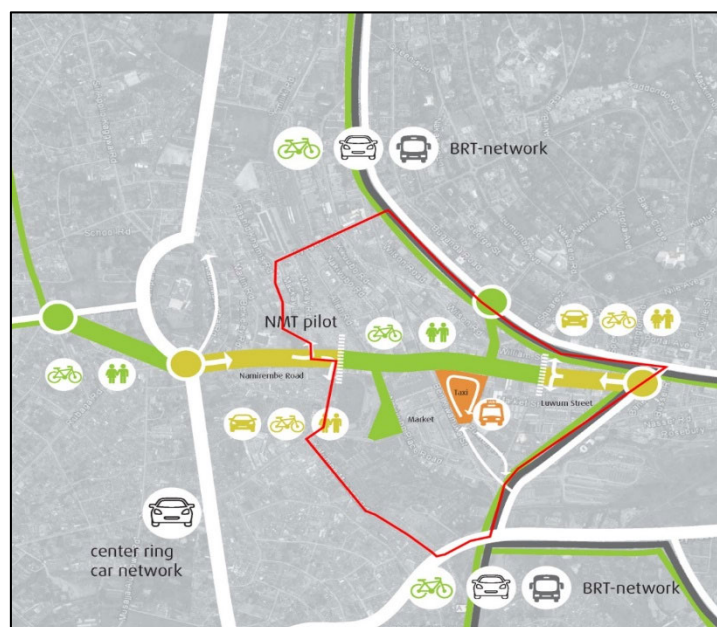 BRT-network
NMT pilot
Namirembe Road
Taxi
Luwum Street
Market
center ring
car network
BRT-network